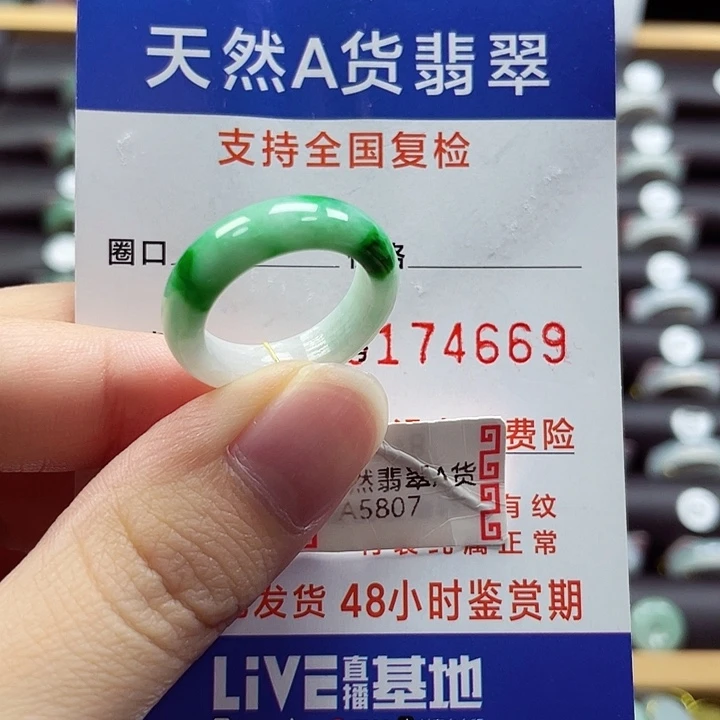 天然A货翡翠
支持全国复检
圈口
格
174669
费险
然翡翠A货
A5807
有纹
正常
发货 48小时鉴赏期
LiVE直播基地